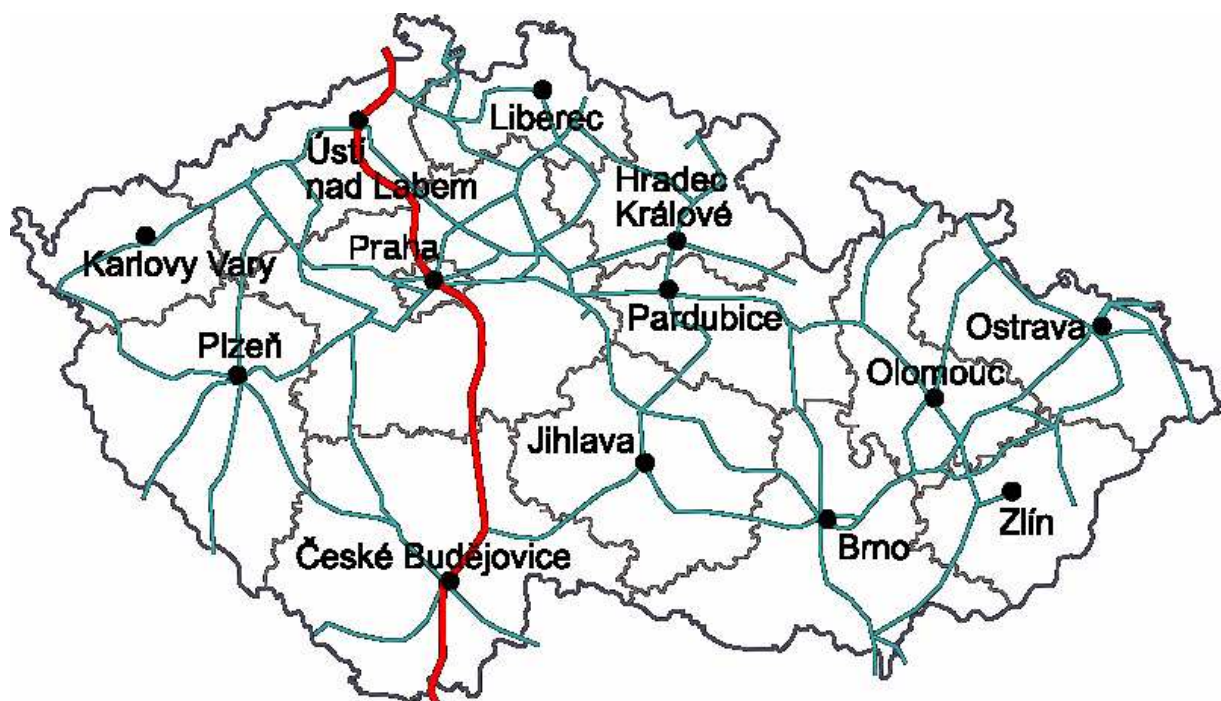 Liberec
Ústí
nad Labem
Hradec
Králové
Karlovy Vary
Praha
Pardubice
Ostrava
Plzeň
Olomouc
Jihlava
Zlín
Brno
České Budějovice